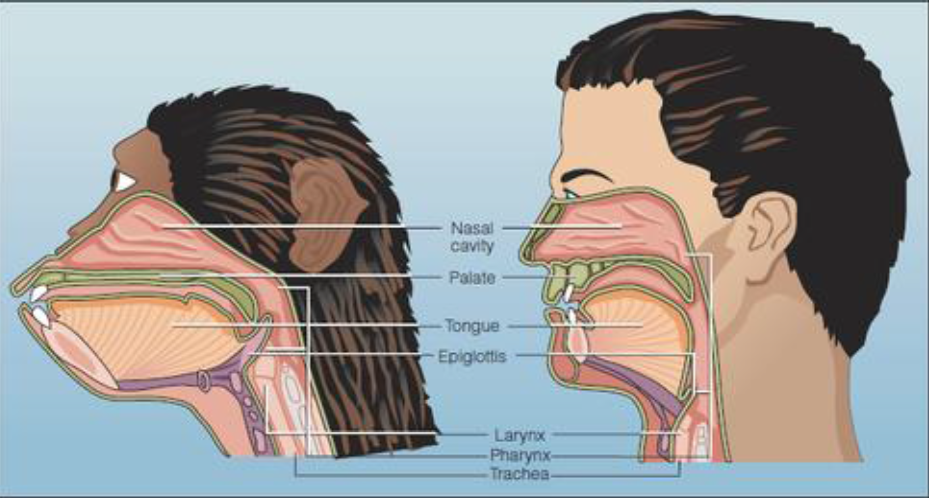 Nasal
cavity
Palate
Tongue
Epiglottis
Larynx
Pharynx
Trachea